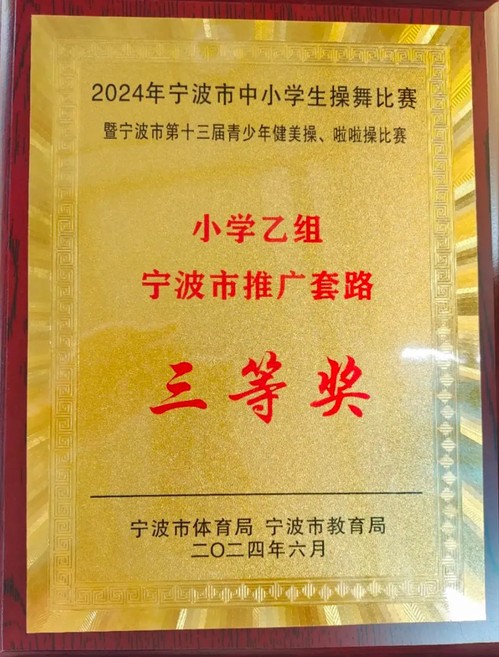 2024年宁波市中小学生操舞比赛
暨宁波市第十三届青少年健美操、啦啦操比赛
小学乙组
宁波市推广套路
三等奖
宁波市体育局 宁波市教育局
二〇二四年六月